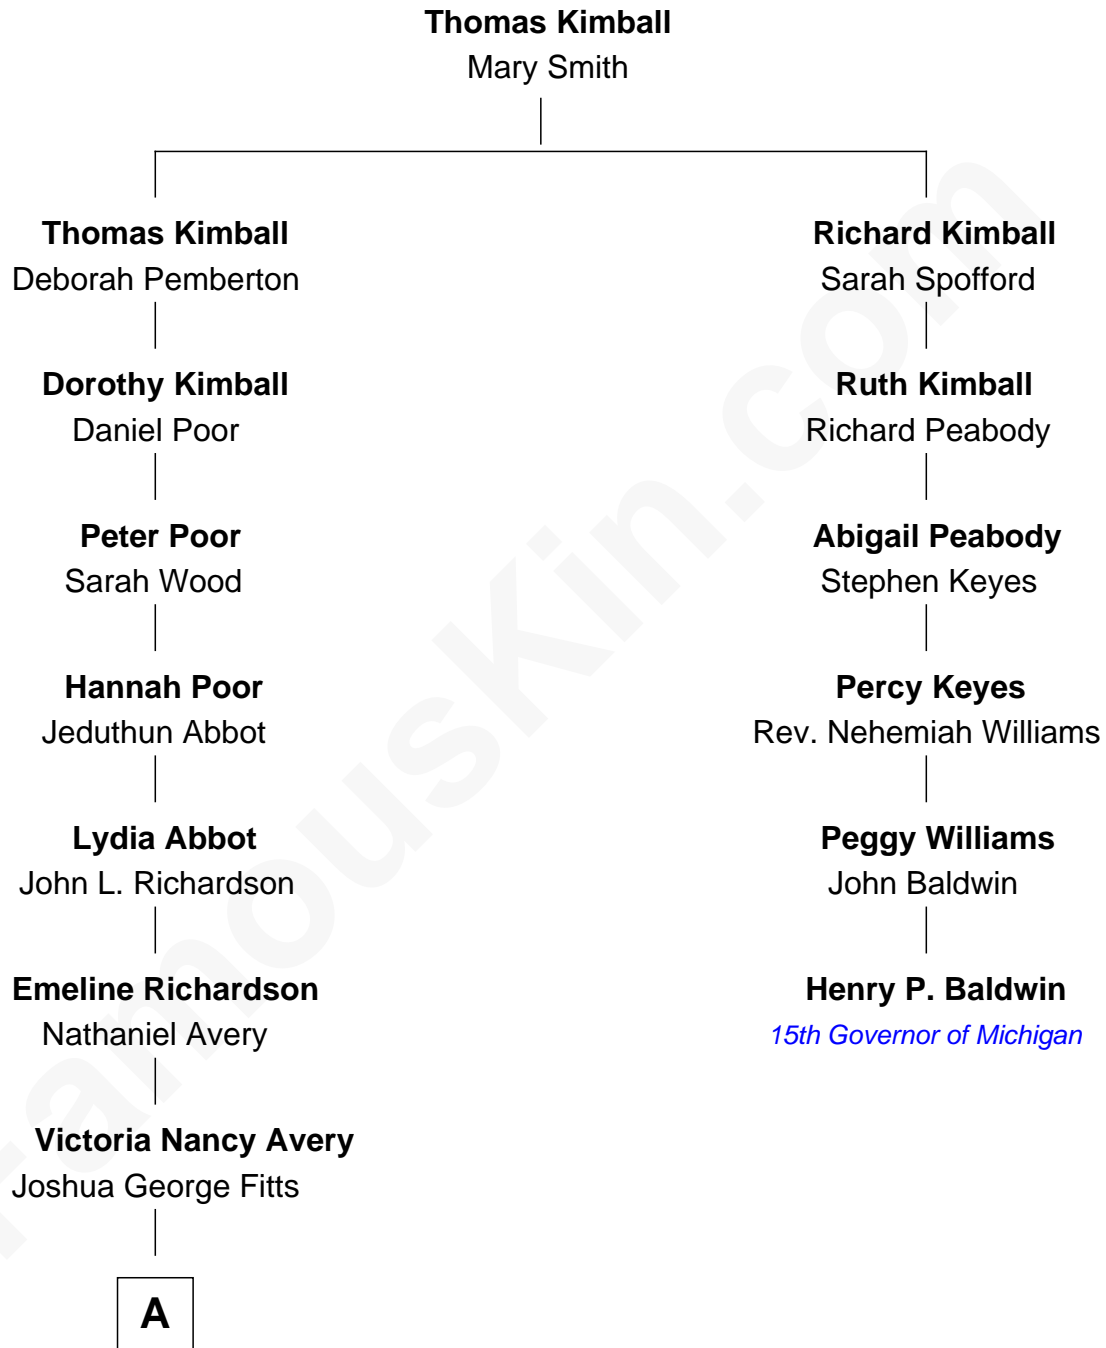 Thomas Kimball
Mary Smith
Thomas Kimball
Deborah Pemberton
Richard Kimball
Sarah Spofford
Dorothy Kimball
Daniel Poor
Ruth Kimball
Richard Peabody
Peter Poor
Sarah Wood
Abigail Peabody
Stephen Keyes
Hannah Poor
Jeduthun Abbot
Percy Keyes
Rev. Nehemiah Williams
Lydia Abbot
John L. Richardson
Peggy Williams
John Baldwin
Emeline Richardson
Nathaniel Avery
Henry P. Baldwin
15th Governor of Michigan
Victoria Nancy Avery
Joshua George Fitts
A
FamousKin.com